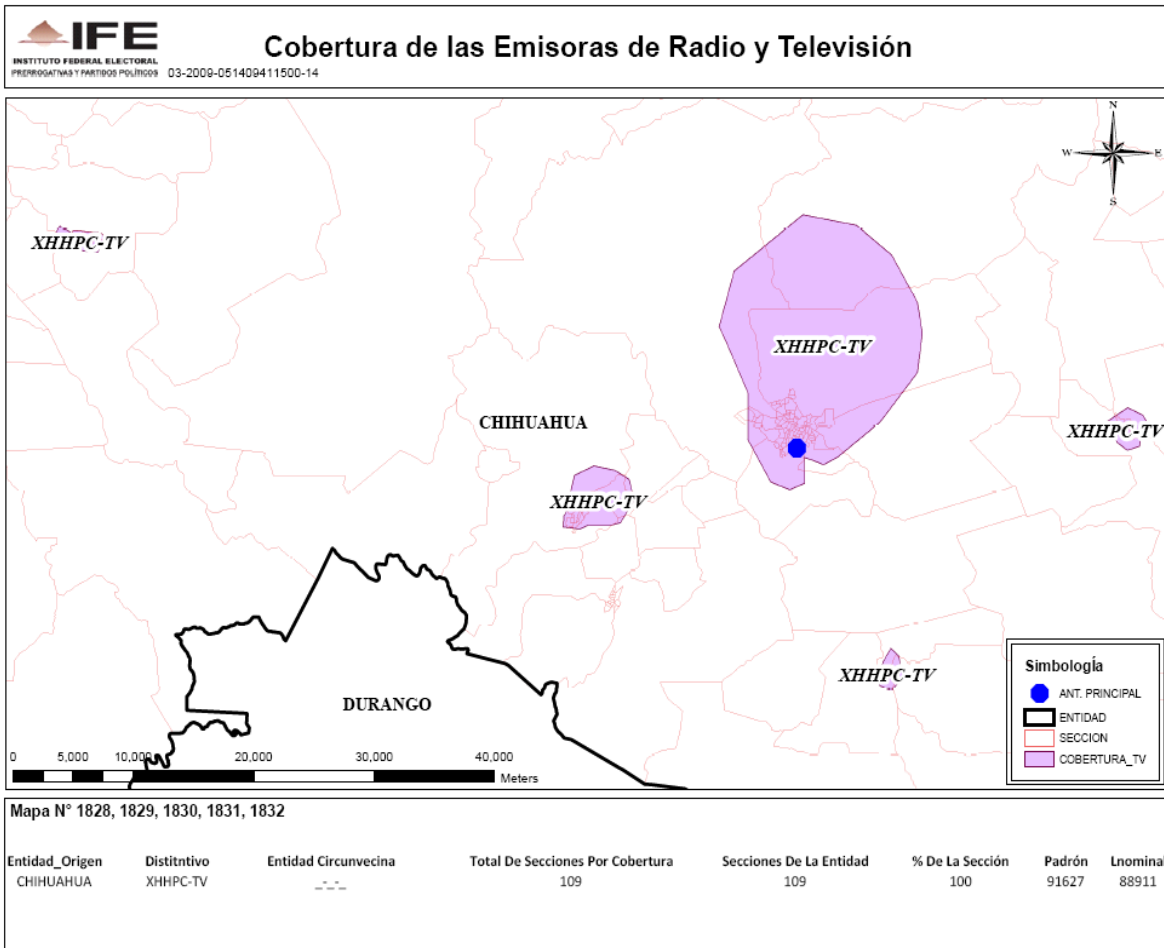 IFE
INSTITUTO FEDERAL ELECTORAL
PRERROGATIVAS Y PARTIDOS POLÍTICOS
03-2009-051409411500-14
Cobertura de las Emisoras de Radio y Televisión
N
W E
S
XHHPC-TV
XHHPC-TV
CHIHUAHUA
XHHPC-TV
XHHPC-TV
XHHPC-TV
DURANGO
0 5,000 10,000 20,000 30,000 40,000
Meters
Simbología
ANT. PRINCIPAL
ENTIDAD
SECCION
COBERTURA_TV
Mapa N° 1828, 1829, 1830, 1831, 1832
Entidad_Origen Distitntivo Entidad Circunvecina Total De Secciones Por Cobertura Secciones De La Entidad % De La Sección Padrón Lnominal
CHIHUAHUA XHHPC-TV _-_-_ 109 109 100 91627 88911